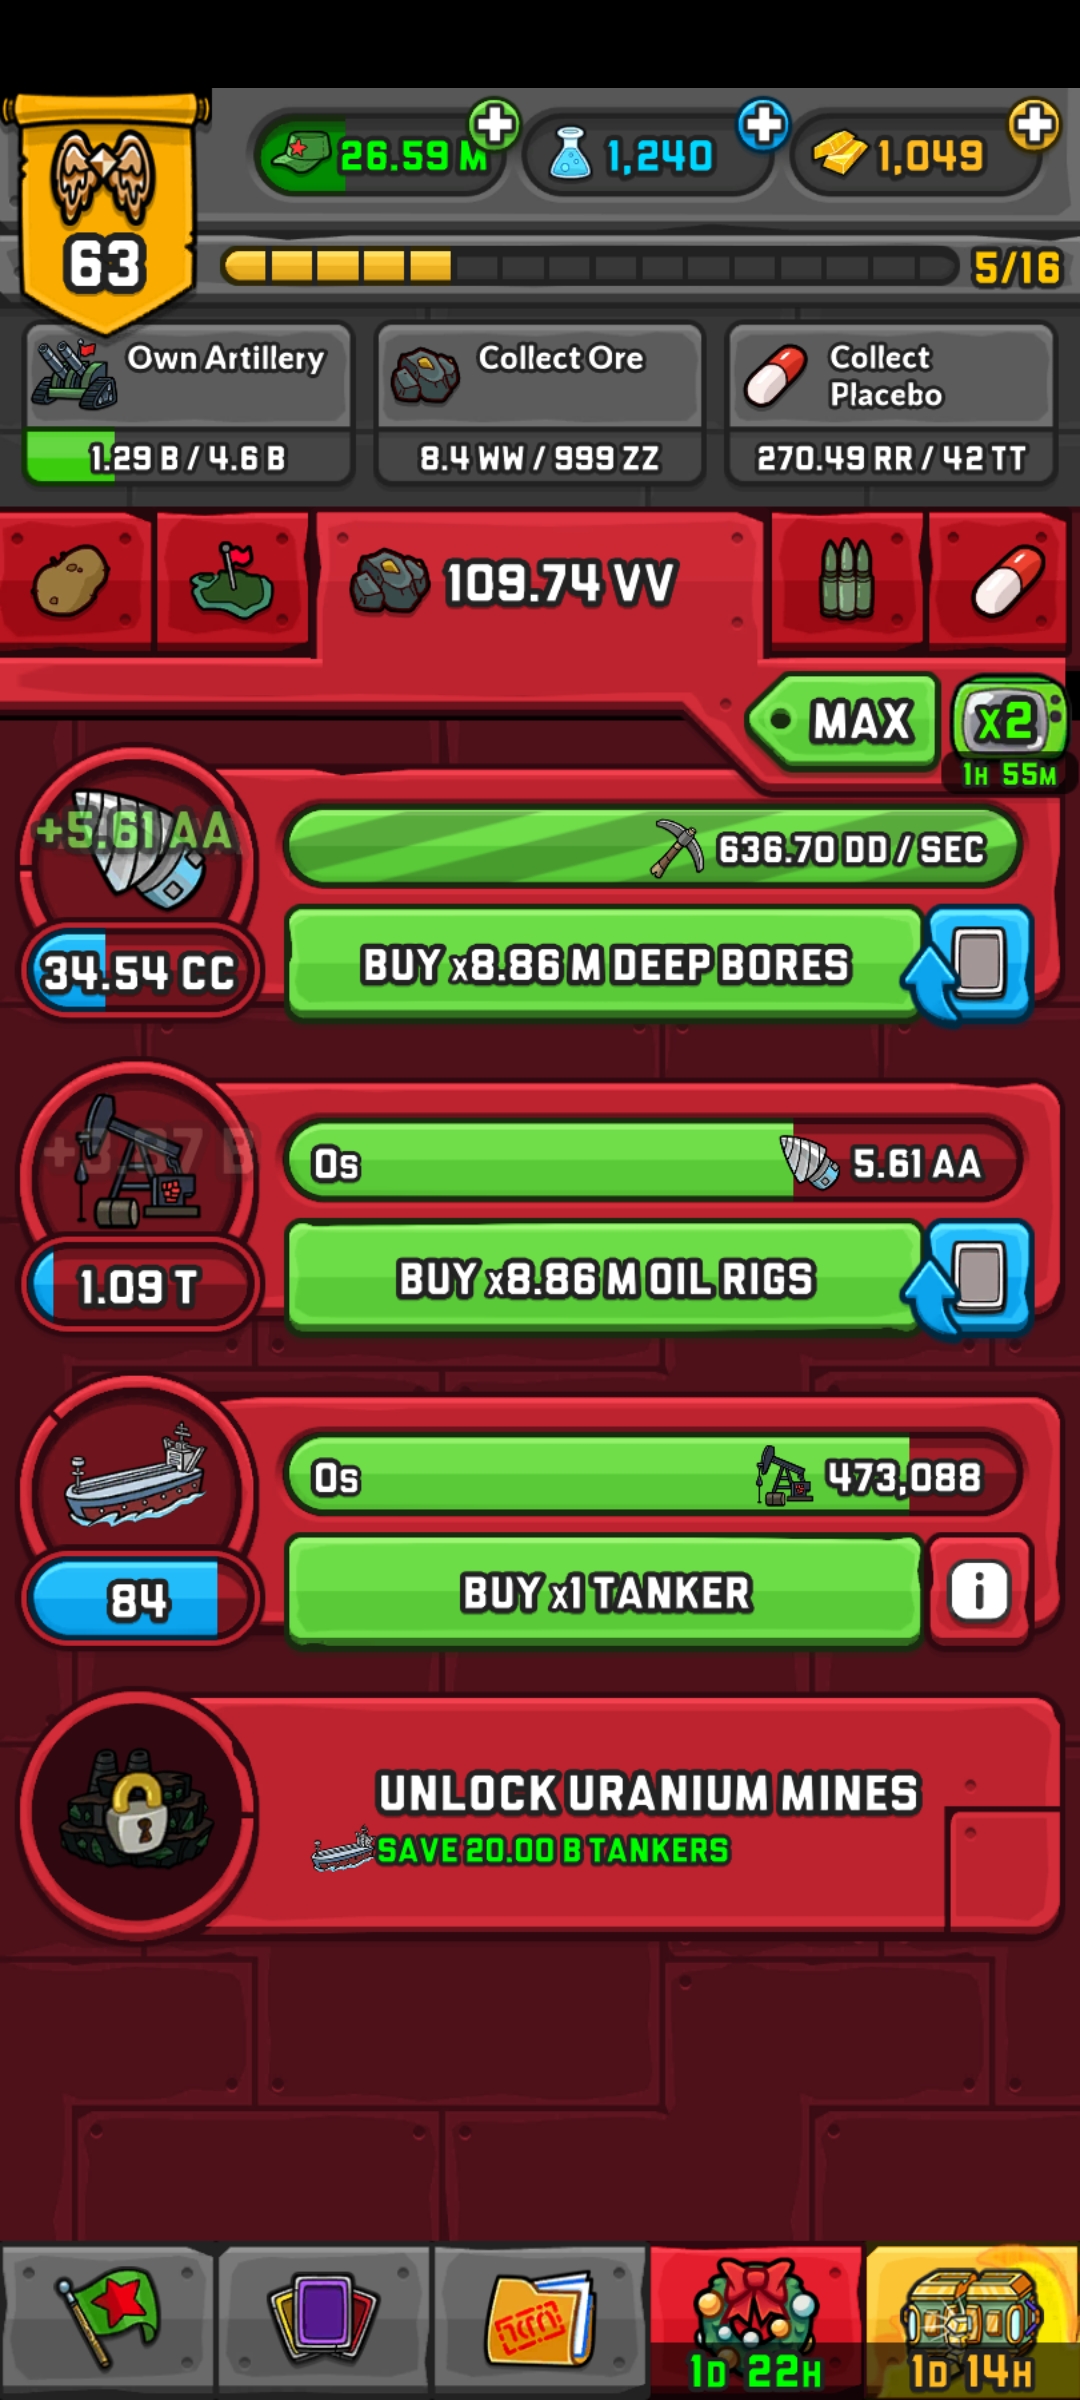 26.59 M
1,240
1,049
63
5/16
Own Artillery
1.29 B / 4.6 B
Collect Ore
8.4 WW / 999 ZZ
Collect
Placebo
270.49 RR / 42 TT
109.74 VV
MAX
x2
1H 55M
+5.61 AA
636.70 DD / SEC
34.54 CC
BUY x8.86 M DEEP BORES
+3.87 B
0s
5.61 AA
1.09 T
BUY x8.86 M OIL RIGS
0s
473,088
84
BUY x1 TANKER
i
UNLOCK URANIUM MINES
SAVE 20.00 B TANKERS
1D 22H
1D 14H